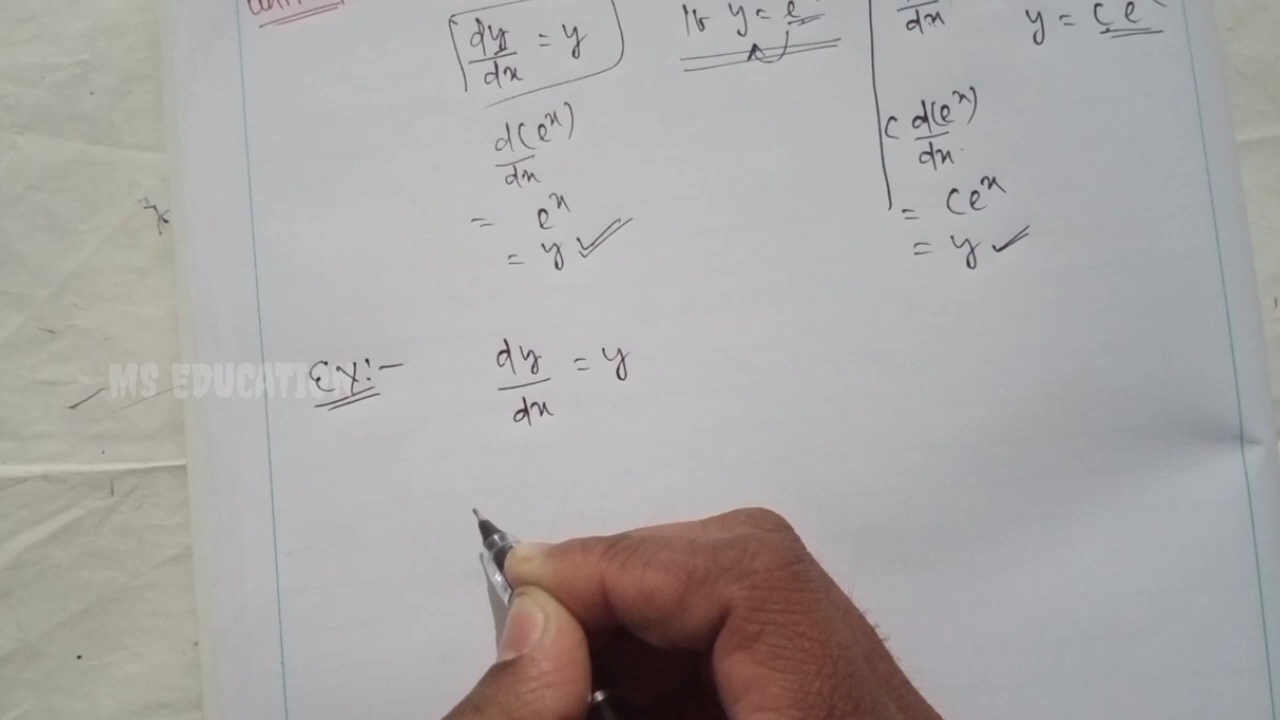 dy/dx = y
If y = e
dx
y = Ce
d(e^x)/dx
= e^x
= y ✓
C d(e^x)/dx
= Ce^x
= y ✓
Ex:- dy/dx = y
MS EDUCATION